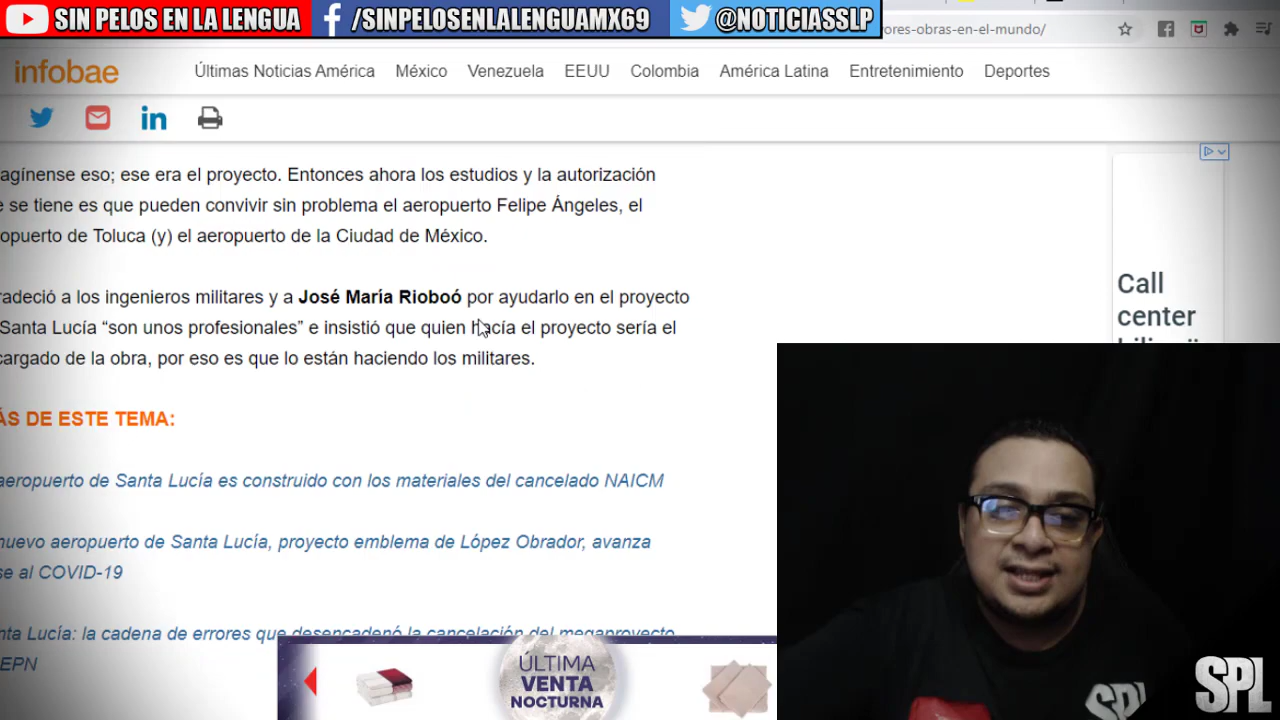 SIN PELOS EN LA LENGUA
/SINPELOSENLALENGUAMX69
@NOTICIASSLP
ores-obras-en-el-mundo/
infobae
Últimas Noticias América México Venezuela EEUU Colombia América Latina Entretenimiento Deportes
agínense eso; ese era el proyecto. Entonces ahora los estudios y la autorización
e se tiene es que pueden convivir sin problema el aeropuerto Felipe Ángeles, el
opuerto de Toluca (y) el aeropuerto de la Ciudad de México.
radeció a los ingenieros militares y a José María Rioboó por ayudarlo en el proyecto
Santa Lucía “son unos profesionales” e insistió que quien hacía el proyecto sería el
cargado de la obra, por eso es que lo están haciendo los militares.
ÁS DE ESTE TEMA:
aeropuerto de Santa Lucía es construido con los materiales del cancelado NAICM
nuevo aeropuerto de Santa Lucía, proyecto emblema de López Obrador, avanza
se al COVID-19
nta Lucía: la cadena de errores que desencadenó la cancelación del megaproyecto
EPN
Call
center
ÚLTIMA
VENTA
NOCTURNA
SPL
SPL